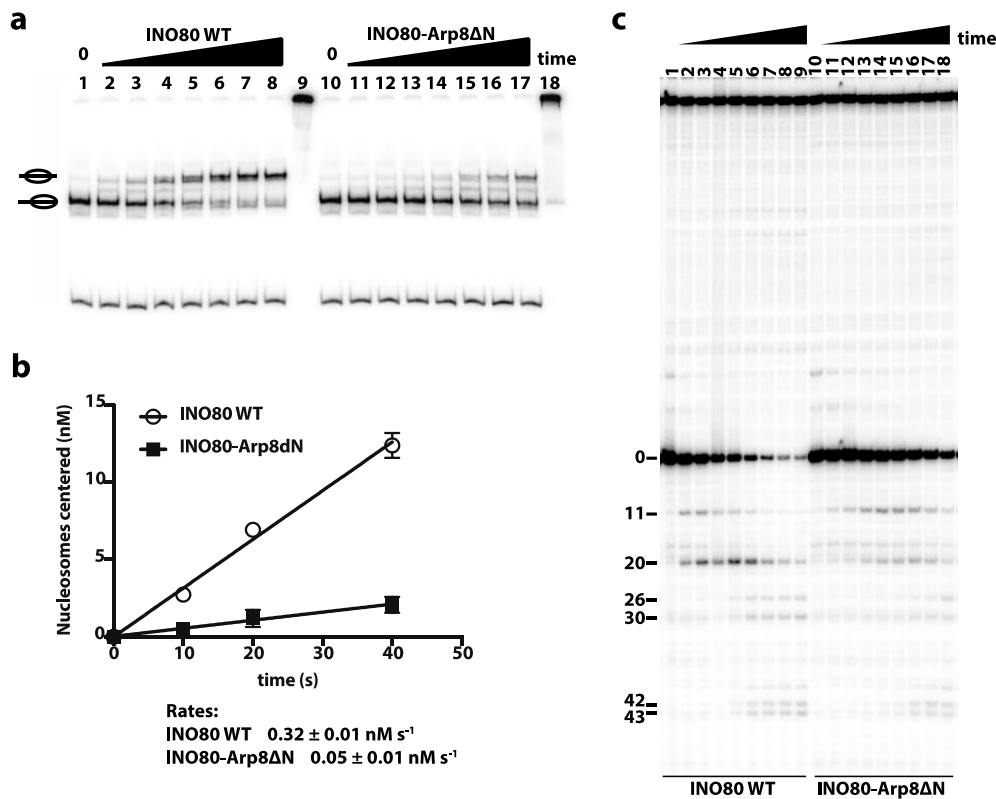 a
INO80 WT
INO80-Arp8ΔN
0
0
time
1 2 3 4 5 6 7 8 9 10 11 12 13 14 15 16 17 18
b
15
10
5
0
Nucleosomes centered (nM)
INO80 WT
INO80-Arp8dN
0 10 20 30 40 50
time (s)
Rates:
INO80 WT 0.32 ± 0.01 nM s⁻¹
INO80-Arp8ΔN 0.05 ± 0.01 nM s⁻¹
c
time
1 2 3 4 5 6 7 8 9 10 11 12 13 14 15 16 17 18
0
11
20
26
30
42
43
INO80 WT
INO80-Arp8ΔN